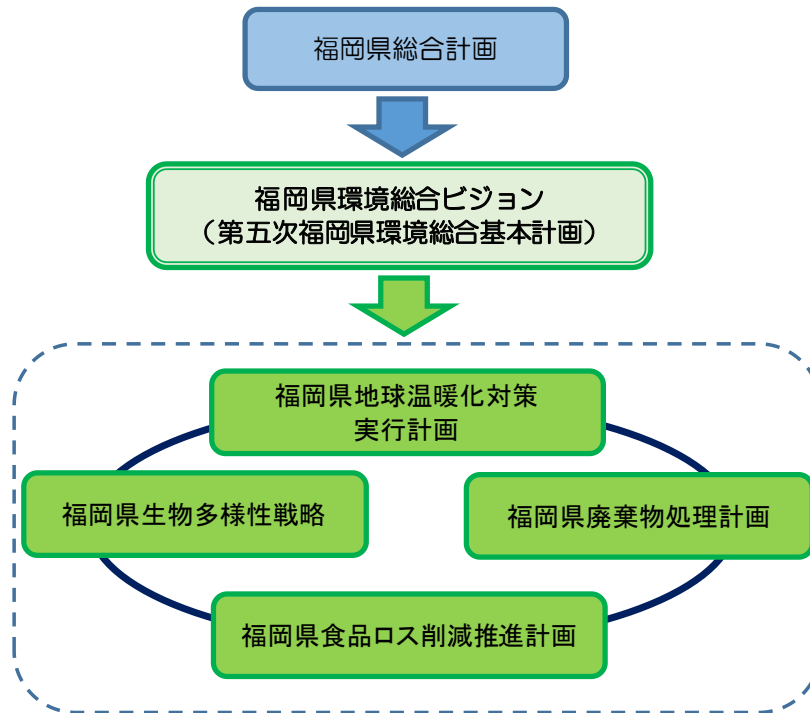 福岡県総合計画
福岡県環境総合ビジョン
（第五次福岡県環境総合基本計画）
福岡県地球温暖化対策
実行計画
福岡県生物多様性戦略
福岡県廃棄物処理計画
福岡県食品ロス削減推進計画